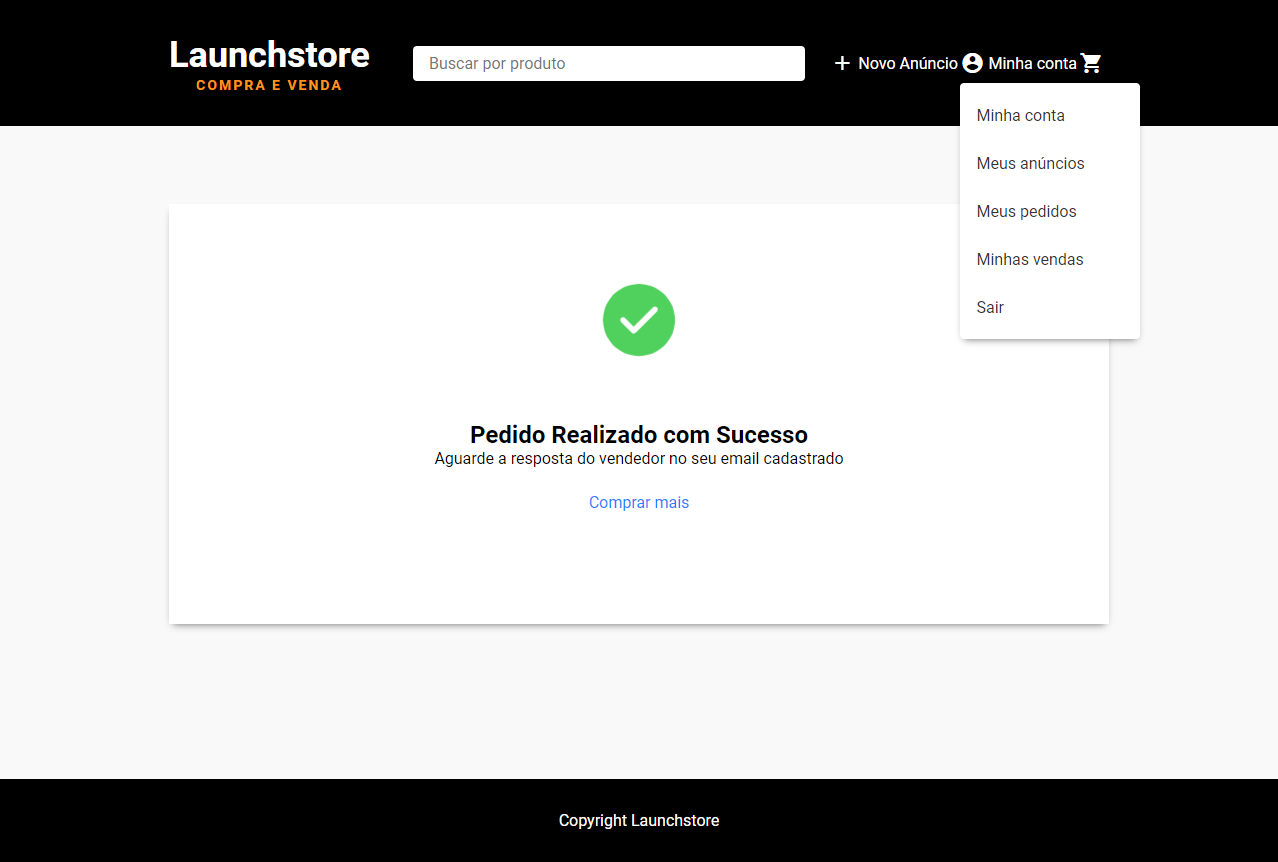 Launchstore
COMPRA E VENDA
Buscar por produto
Novo Anúncio
Minha conta
Minha conta
Meus anúncios
Meus pedidos
Minhas vendas
Sair
Pedido Realizado com Sucesso
Aguarde a resposta do vendedor no seu email cadastrado
Comprar mais
Copyright Launchstore